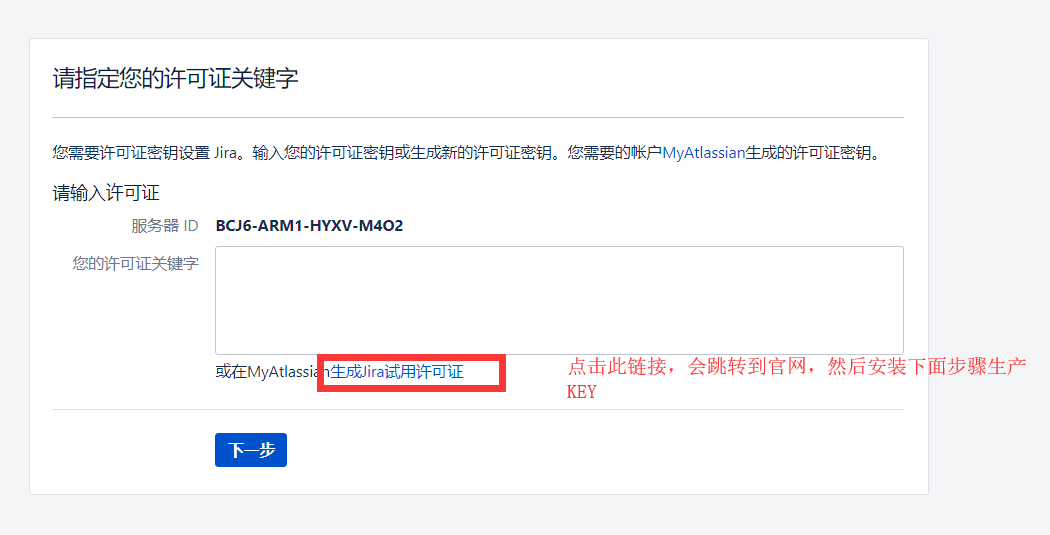 请指定您的许可证关键字
您需要许可证密钥设置 Jira。输入您的许可证密钥或生成新的许可证密钥。您需要的帐户MyAtlassian生成的许可证密钥。
请输入许可证
服务器 ID BCJ6-ARM1-HYXV-M4O2
您的许可证关键字
或在MyAtlassian生成Jira试用许可证
点击此链接，会跳转到官网，然后安装下面步骤生产
KEY
下一步